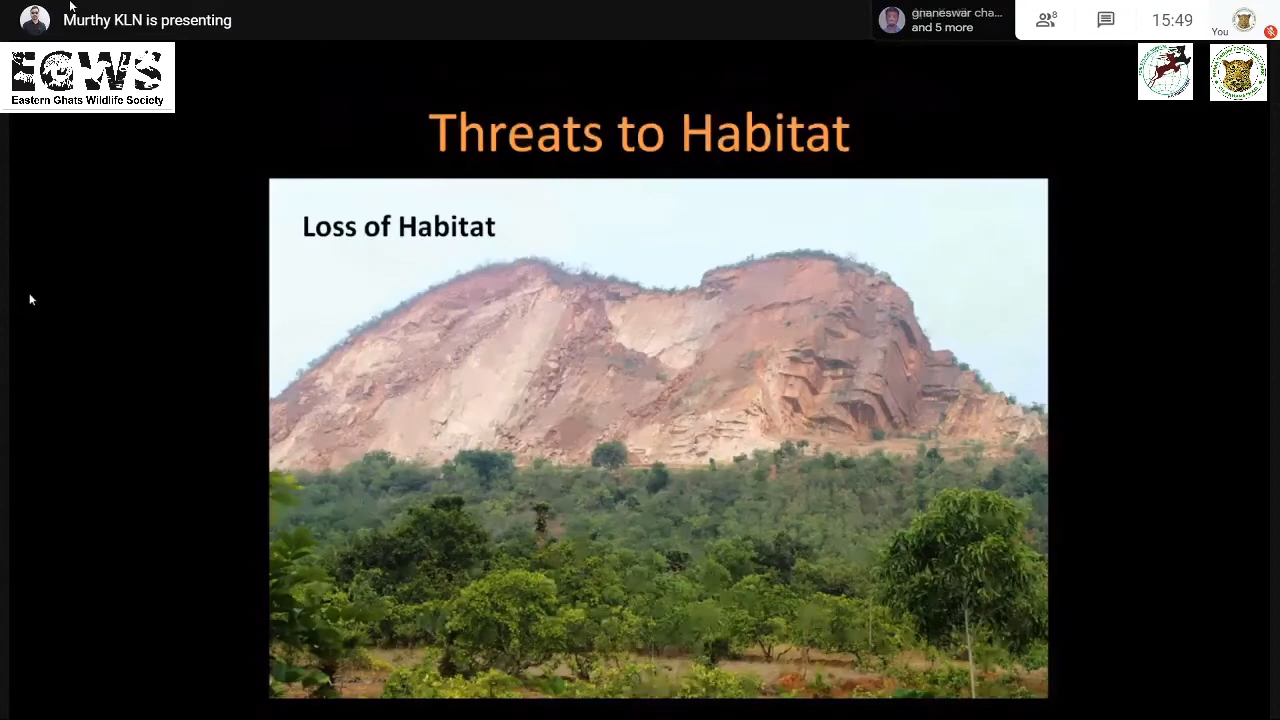 Murthy KLN is presenting
gnaneswar cha...
and 5 more
8
15:49
You
EGWS
Eastern Ghats Wildlife Society
Threats to Habitat
Loss of Habitat